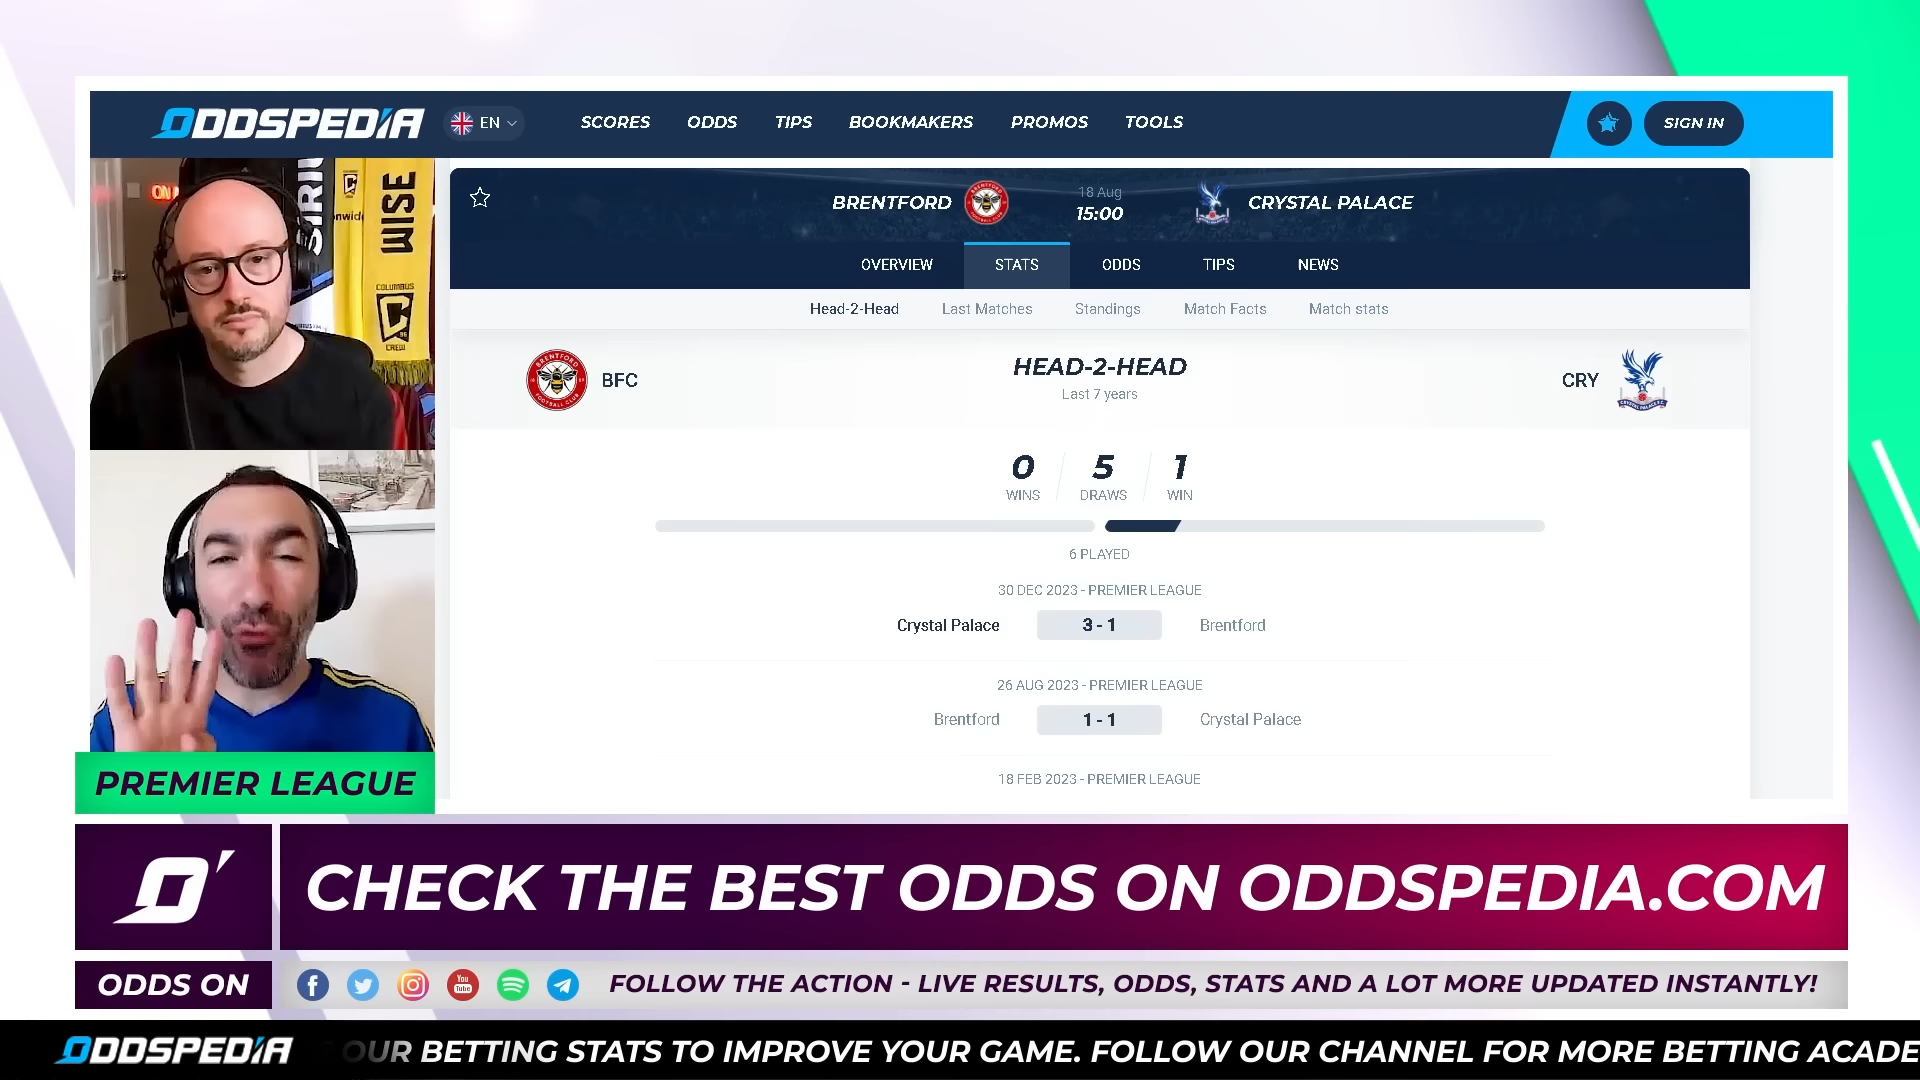 ODDSPEDIA
EN
SCORES ODDS TIPS BOOKMAKERS PROMOS TOOLS
SIGN IN
WISE
COLUMBUS
CREW
BRENTFORD
18 Aug
15:00
CRYSTAL PALACE
OVERVIEW STATS ODDS TIPS NEWS
Head-2-Head Last Matches Standings Match Facts Match stats
BFC
HEAD-2-HEAD
Last 7 years
CRY
0 5 1
WINS DRAWS WIN
6 PLAYED
30 DEC 2023 - PREMIER LEAGUE
Crystal Palace 3 - 1 Brentford
26 AUG 2023 - PREMIER LEAGUE
Brentford 1 - 1 Crystal Palace
18 FEB 2023 - PREMIER LEAGUE
PREMIER LEAGUE
CHECK THE BEST ODDS ON ODDSPEDIA.COM
ODDS ON
FOLLOW THE ACTION - LIVE RESULTS, ODDS, STATS AND A LOT MORE UPDATED INSTANTLY!
ODDSPEDIA
OUR BETTING STATS TO IMPROVE YOUR GAME. FOLLOW OUR CHANNEL FOR MORE BETTING ACADE